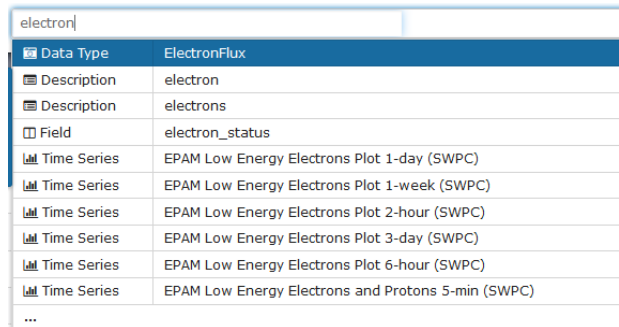 electron
Data Type ElectronFlux
Description electron
Description electrons
Field electron_status
Time Series EPAM Low Energy Electrons Plot 1-day (SWPC)
Time Series EPAM Low Energy Electrons Plot 1-week (SWPC)
Time Series EPAM Low Energy Electrons Plot 2-hour (SWPC)
Time Series EPAM Low Energy Electrons Plot 3-day (SWPC)
Time Series EPAM Low Energy Electrons Plot 6-hour (SWPC)
Time Series EPAM Low Energy Electrons and Protons 5-min (SWPC)
...